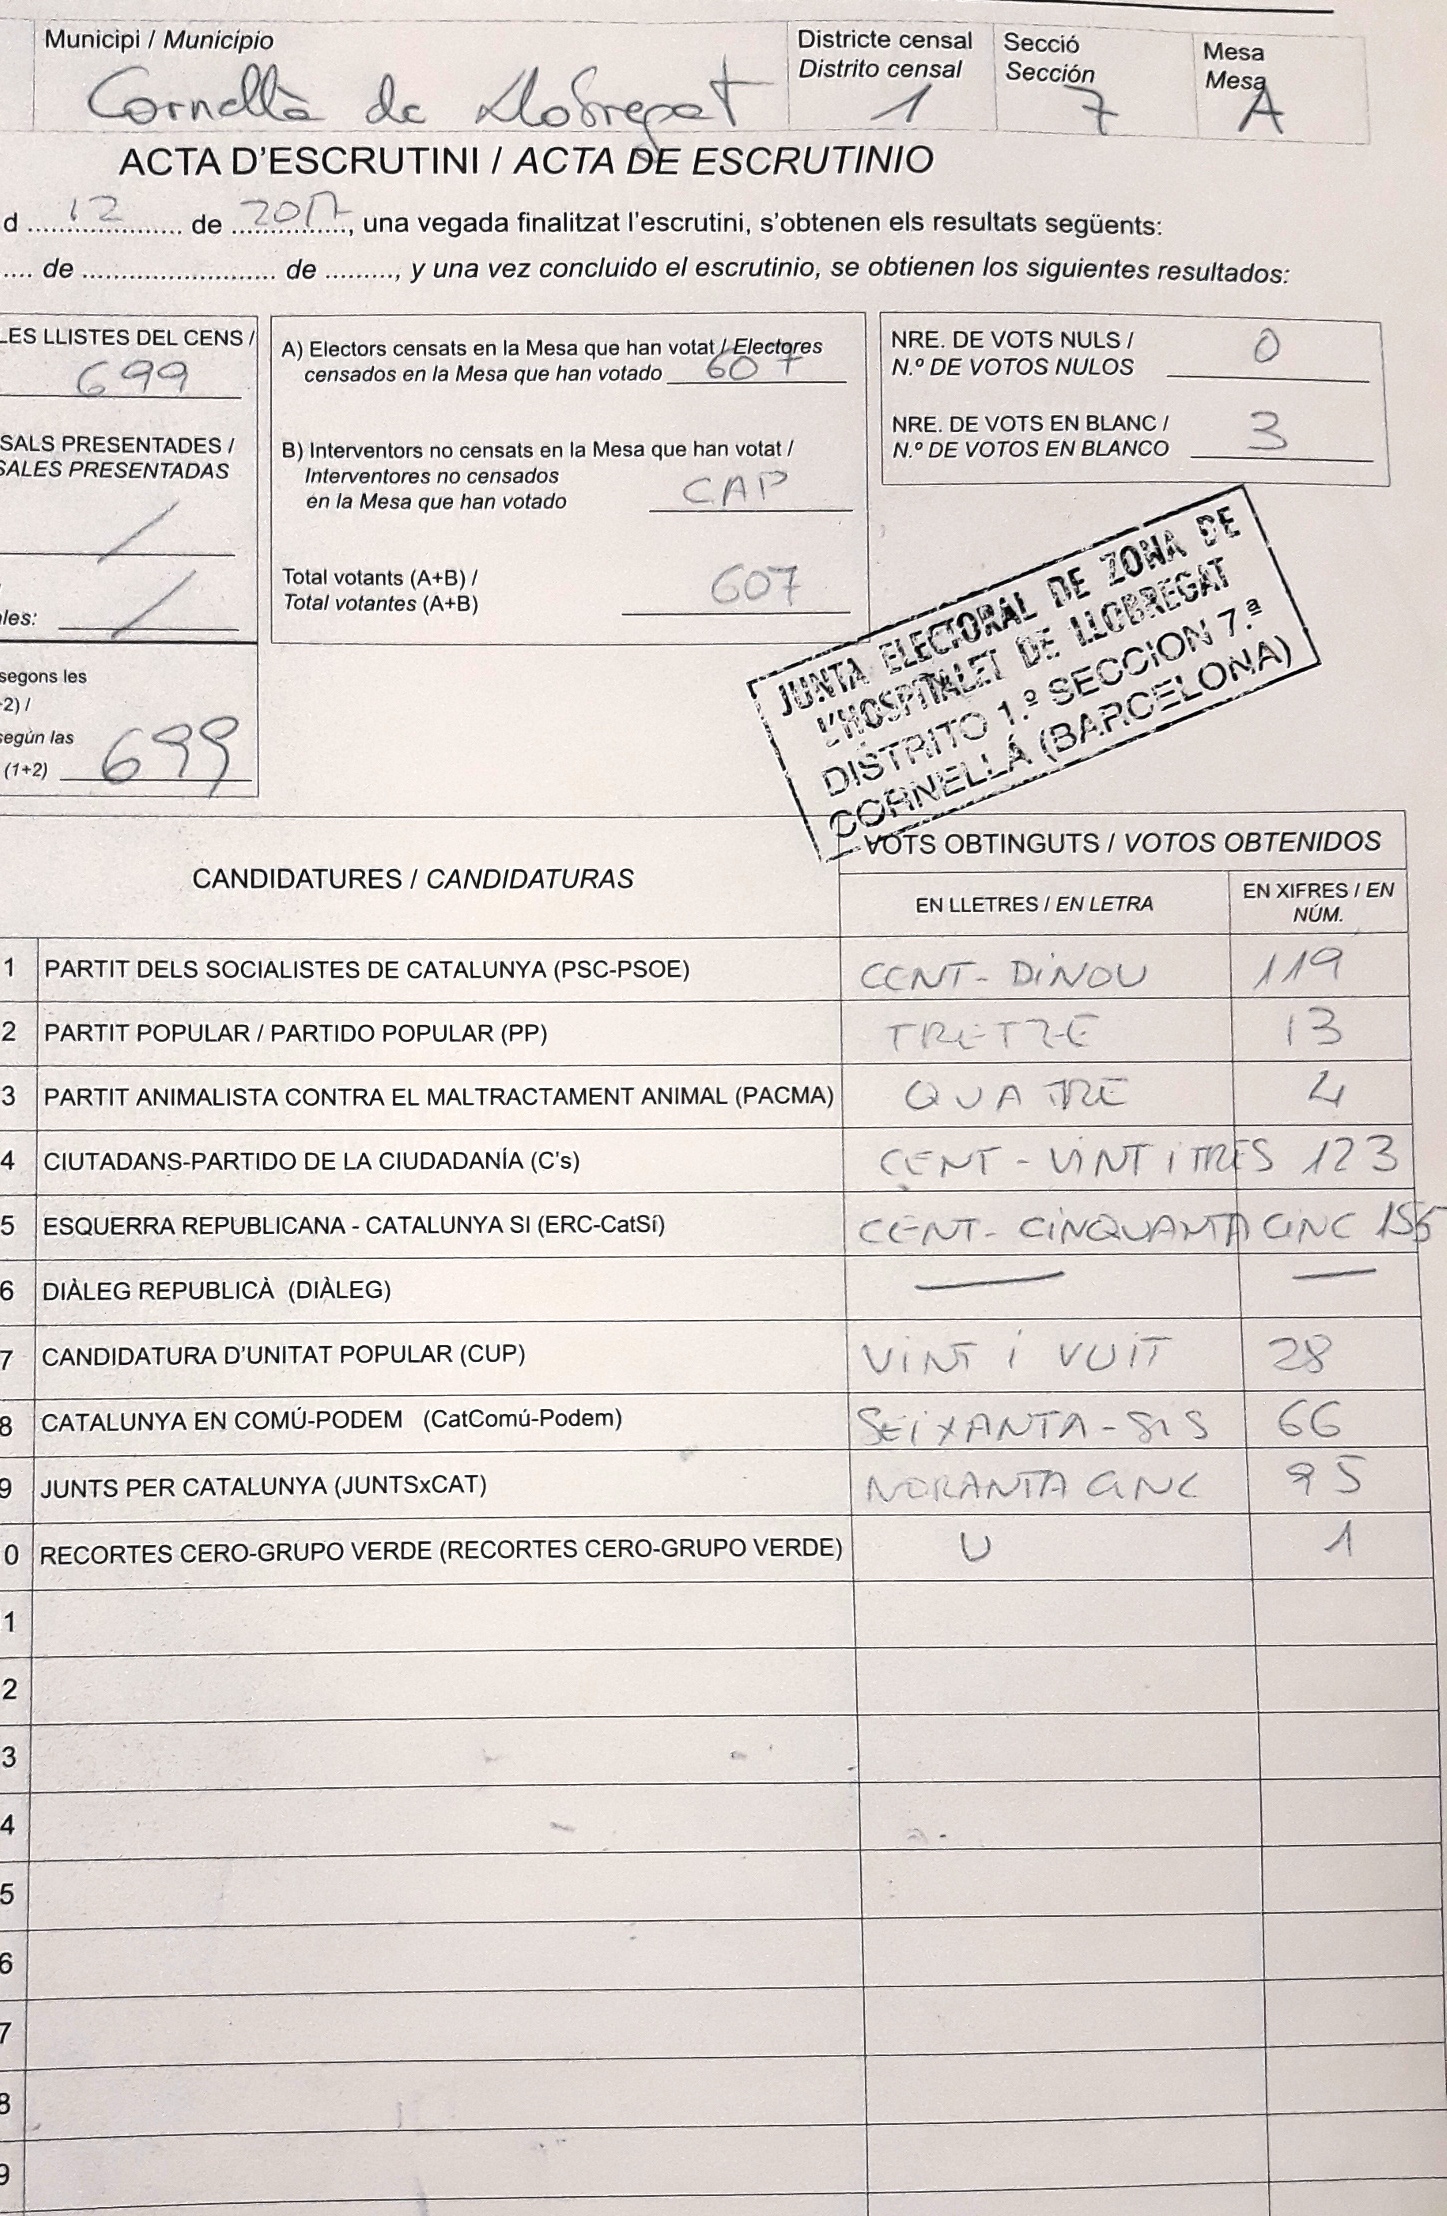 Municipi / Municipio
Cornellà de Llobregat
Districte censal
Distrito censal
1
Secció
Sección
7
Mesa
Mesa
A
ACTA D'ESCRUTINI / ACTA DE ESCRUTINIO
d ... 12 ... de ... 2017 ..., una vegada finalitzat l'escrutini, s'obtenen els resultats següents:
.... de .......................... de ........., y una vez concluido el escrutinio, se obtienen los siguientes resultados:
LES LLISTES DEL CENS /
699
SALS PRESENTADES /
SALES PRESENTADAS
/
les: /
segons les
2) /
según las
(1+2) 699
A) Electors censats en la Mesa que han votat / Electores
censados en la Mesa que han votado 607
B) Interventors no censats en la Mesa que han votat /
Interventores no censados
en la Mesa que han votado CAP
Total votants (A+B) /
Total votantes (A+B) 607
NRE. DE VOTS NULS /
N.º DE VOTOS NULOS 0
NRE. DE VOTS EN BLANC /
N.º DE VOTOS EN BLANCO 3
JUNTA ELECTORAL DE ZONA DE
L'HOSPITALET DE LLOBREGAT
DISTRITO 1.º SECCION 7.ª
CORNELLÁ (BARCELONA)
CANDIDATURES / CANDIDATURAS
VOTS OBTINGUTS / VOTOS OBTENIDOS
EN LLETRES / EN LETRA
EN XIFRES / EN
NÚM.
1 PARTIT DELS SOCIALISTES DE CATALUNYA (PSC-PSOE) CENT-DINOU 119
2 PARTIT POPULAR / PARTIDO POPULAR (PP) TRETZE 13
3 PARTIT ANIMALISTA CONTRA EL MALTRACTAMENT ANIMAL (PACMA) QUATRE 4
4 CIUTADANS-PARTIDO DE LA CIUDADANÍA (C's) CENT-VINT i TRES 123
5 ESQUERRA REPUBLICANA - CATALUNYA SI (ERC-CatSí) CENT-CINQUANTA CINC 155
6 DIÀLEG REPUBLICÀ (DIÀLEG) — —
7 CANDIDATURA D'UNITAT POPULAR (CUP) VINT i VUIT 28
8 CATALUNYA EN COMÚ-PODEM (CatComú-Podem) SEIXANTA-SIS 66
9 JUNTS PER CATALUNYA (JUNTSxCAT) NORANTA CINC 95
0 RECORTES CERO-GRUPO VERDE (RECORTES CERO-GRUPO VERDE) U 1
1
2
3
4
5
6
7
8
9